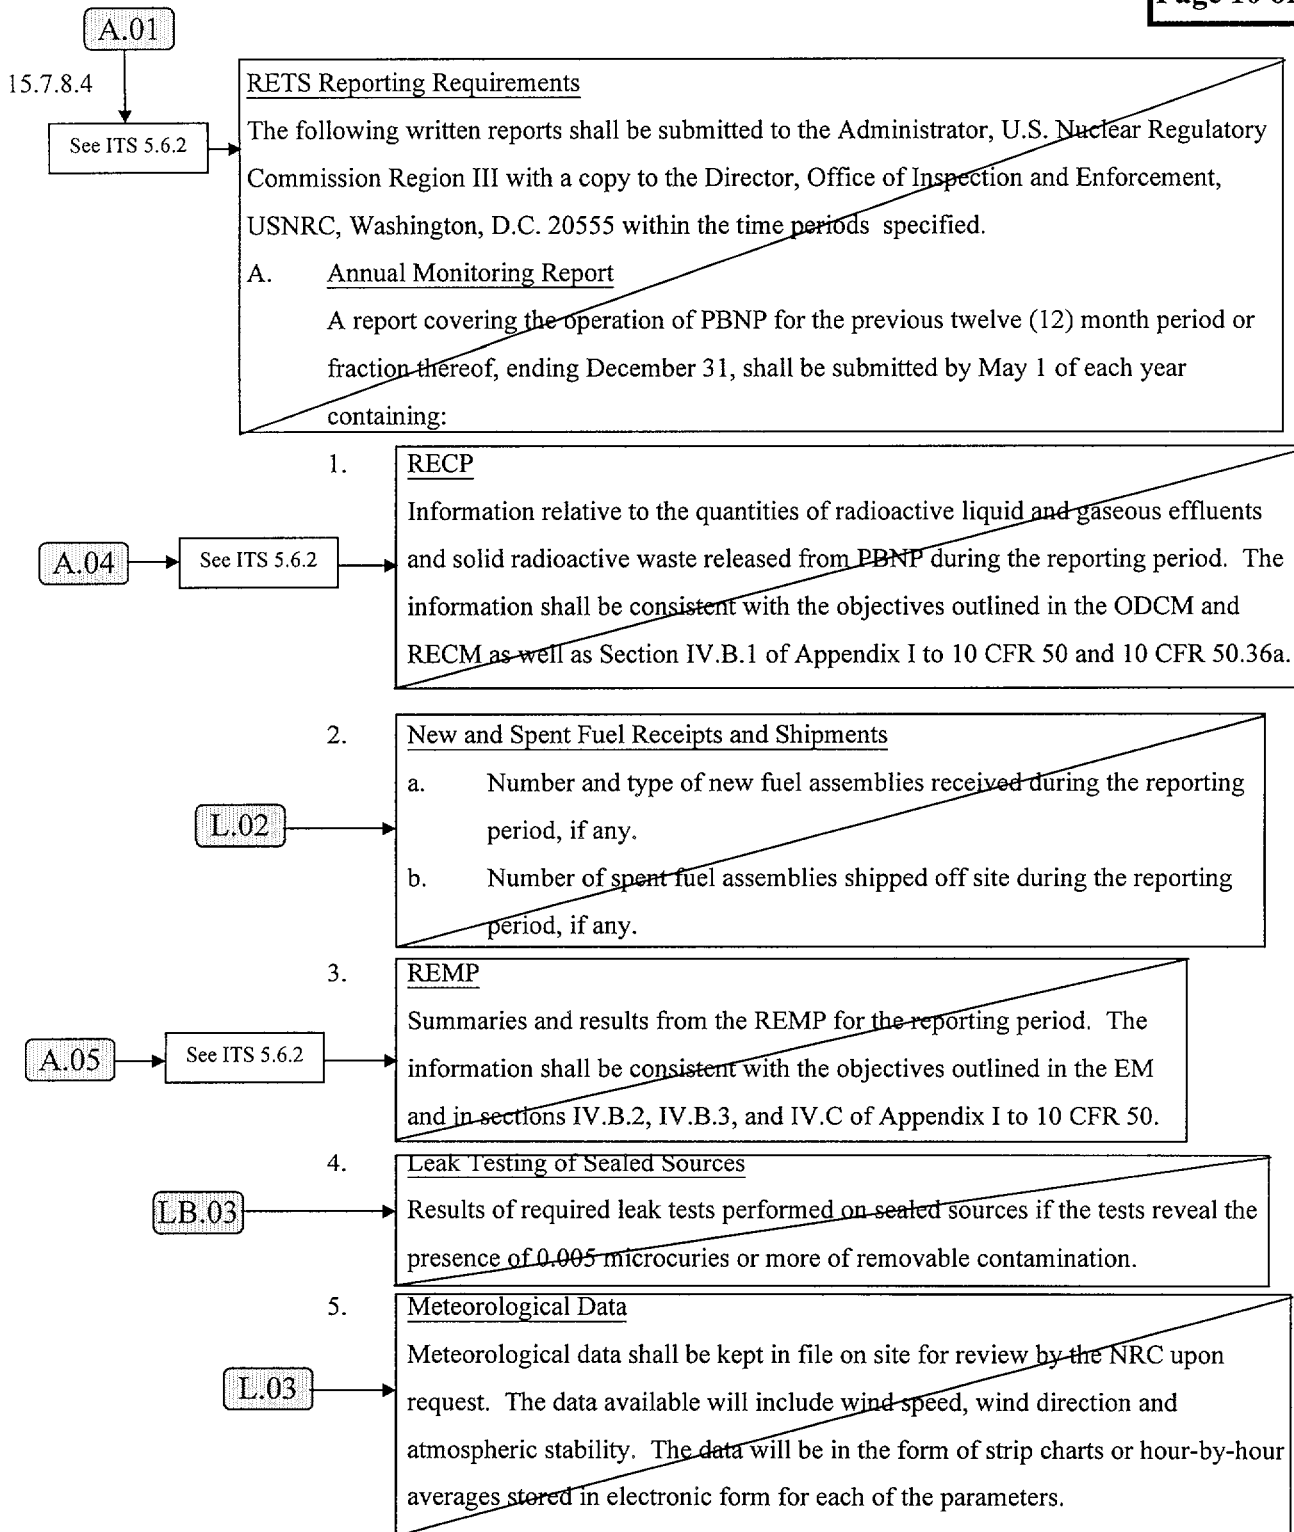 Page 10 of
A.01
15.7.8.4
See ITS 5.6.2
RETS Reporting Requirements
The following written reports shall be submitted to the Administrator, U.S. Nuclear Regulatory
Commission Region III with a copy to the Director, Office of Inspection and Enforcement,
USNRC, Washington, D.C. 20555 within the time periods specified.
A. Annual Monitoring Report
A report covering the operation of PBNP for the previous twelve (12) month period or
fraction thereof, ending December 31, shall be submitted by May 1 of each year
containing:
1. RECP
A.04
See ITS 5.6.2
Information relative to the quantities of radioactive liquid and gaseous effluents
and solid radioactive waste released from PBNP during the reporting period. The
information shall be consistent with the objectives outlined in the ODCM and
RECM as well as Section IV.B.1 of Appendix I to 10 CFR 50 and 10 CFR 50.36a.
2. New and Spent Fuel Receipts and Shipments
L.02
a. Number and type of new fuel assemblies received during the reporting
period, if any.
b. Number of spent fuel assemblies shipped off site during the reporting
period, if any.
3. REMP
A.05
See ITS 5.6.2
Summaries and results from the REMP for the reporting period. The
information shall be consistent with the objectives outlined in the EM
and in sections IV.B.2, IV.B.3, and IV.C of Appendix I to 10 CFR 50.
4. Leak Testing of Sealed Sources
LB.03
Results of required leak tests performed on sealed sources if the tests reveal the
presence of 0.005 microcuries or more of removable contamination.
5. Meteorological Data
L.03
Meteorological data shall be kept in file on site for review by the NRC upon
request. The data available will include wind speed, wind direction and
atmospheric stability. The data will be in the form of strip charts or hour-by-hour
averages stored in electronic form for each of the parameters.